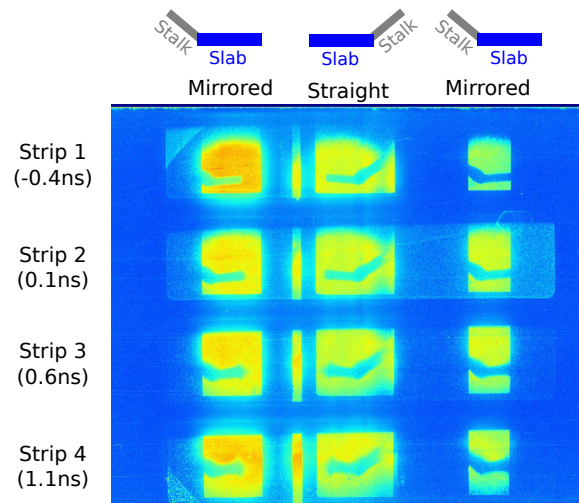 Stalk Slab
Slab Stalk
Stalk Slab
Mirrored Straight Mirrored
Strip 1
(-0.4ns)
Strip 2
(0.1ns)
Strip 3
(0.6ns)
Strip 4
(1.1ns)